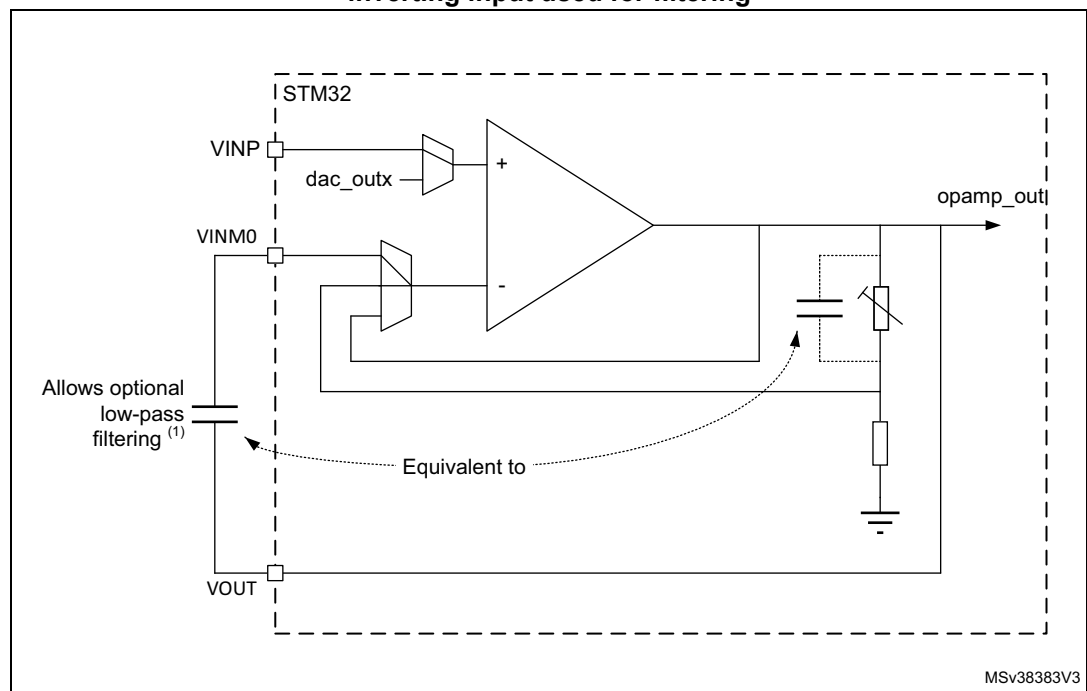 inverting input used for filtering
STM32
VINP
+
dac_outx
opamp_out
VINM0
-
Allows optional
low-pass
filtering (1)
Equivalent to
VOUT
MSv38383V3